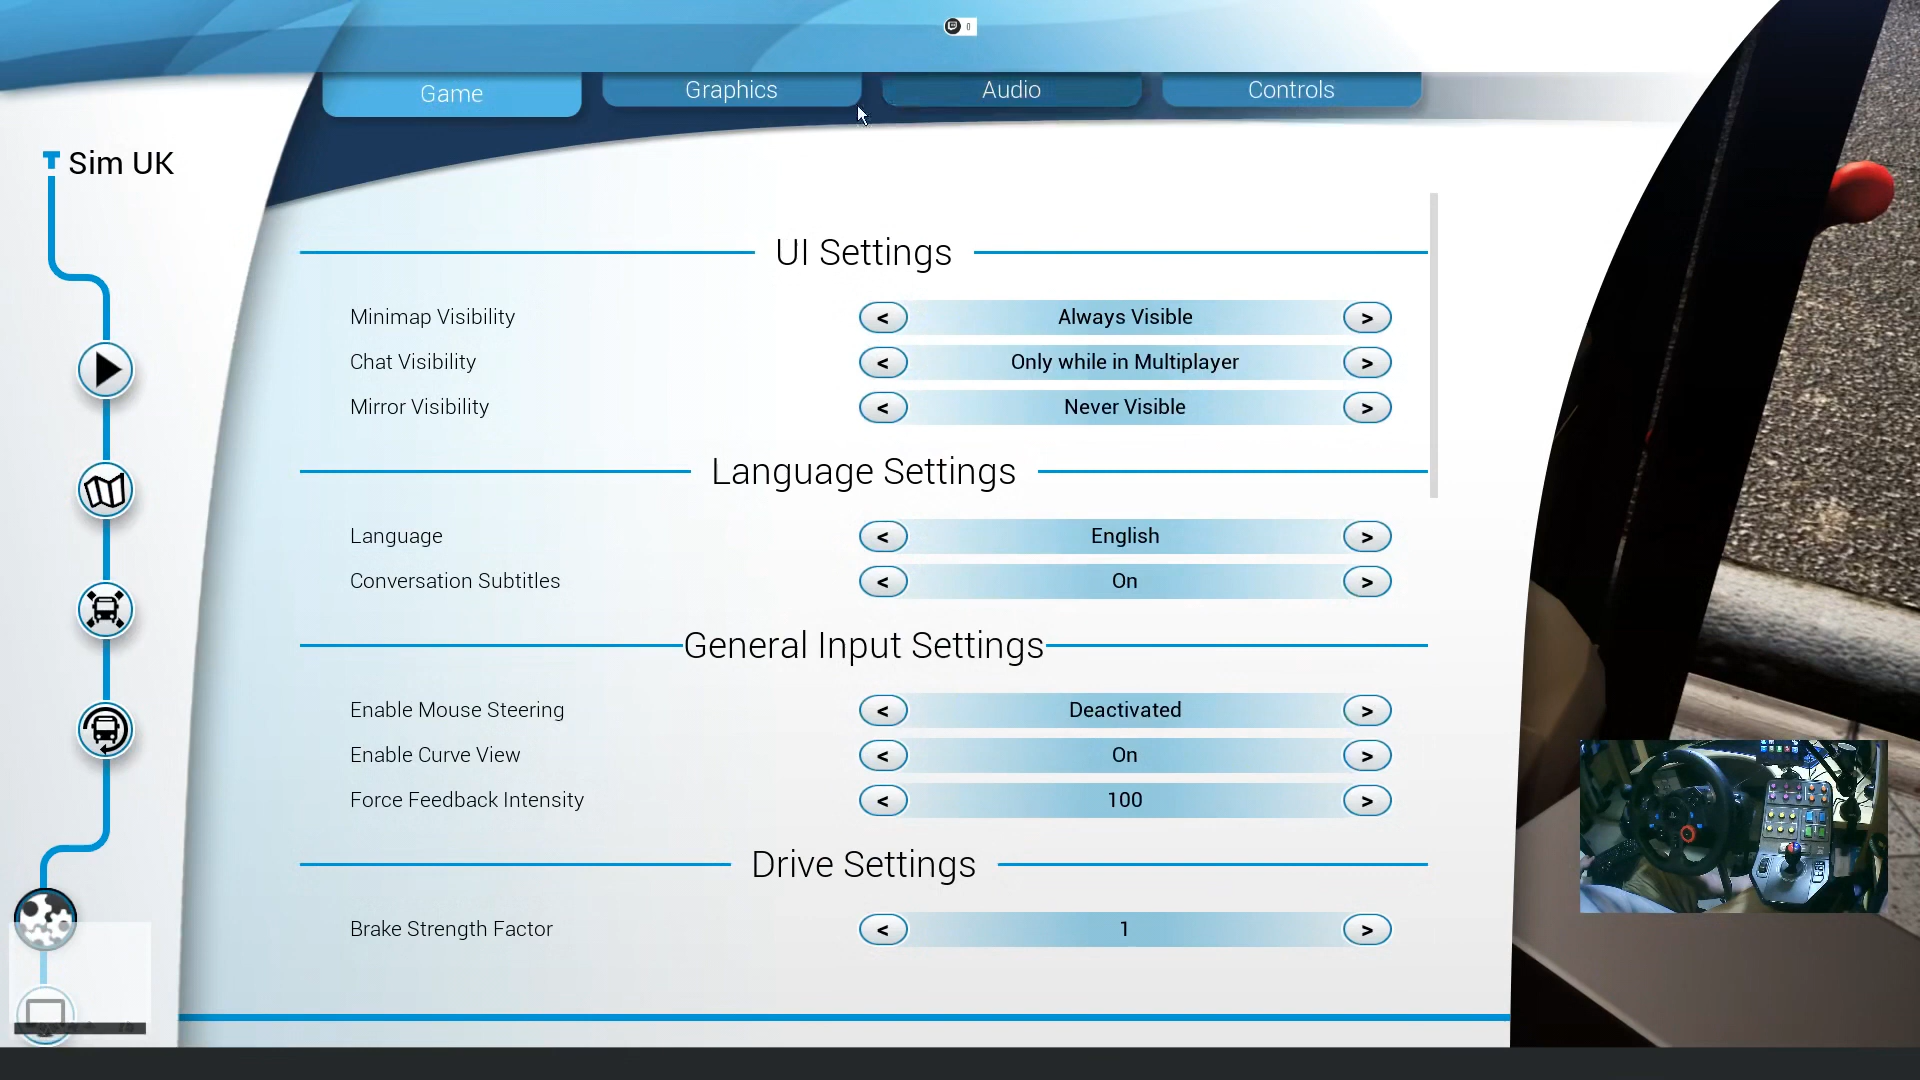 0
Game
Graphics
Audio
Controls
T Sim UK
UI Settings
Minimap Visibility
< Always Visible >
Chat Visibility
< Only while in Multiplayer >
Mirror Visibility
< Never Visible >
Language Settings
Language
< English >
Conversation Subtitles
< On >
General Input Settings
Enable Mouse Steering
< Deactivated >
Enable Curve View
< On >
Force Feedback Intensity
< 100 >
Drive Settings
Brake Strength Factor
< 1 >